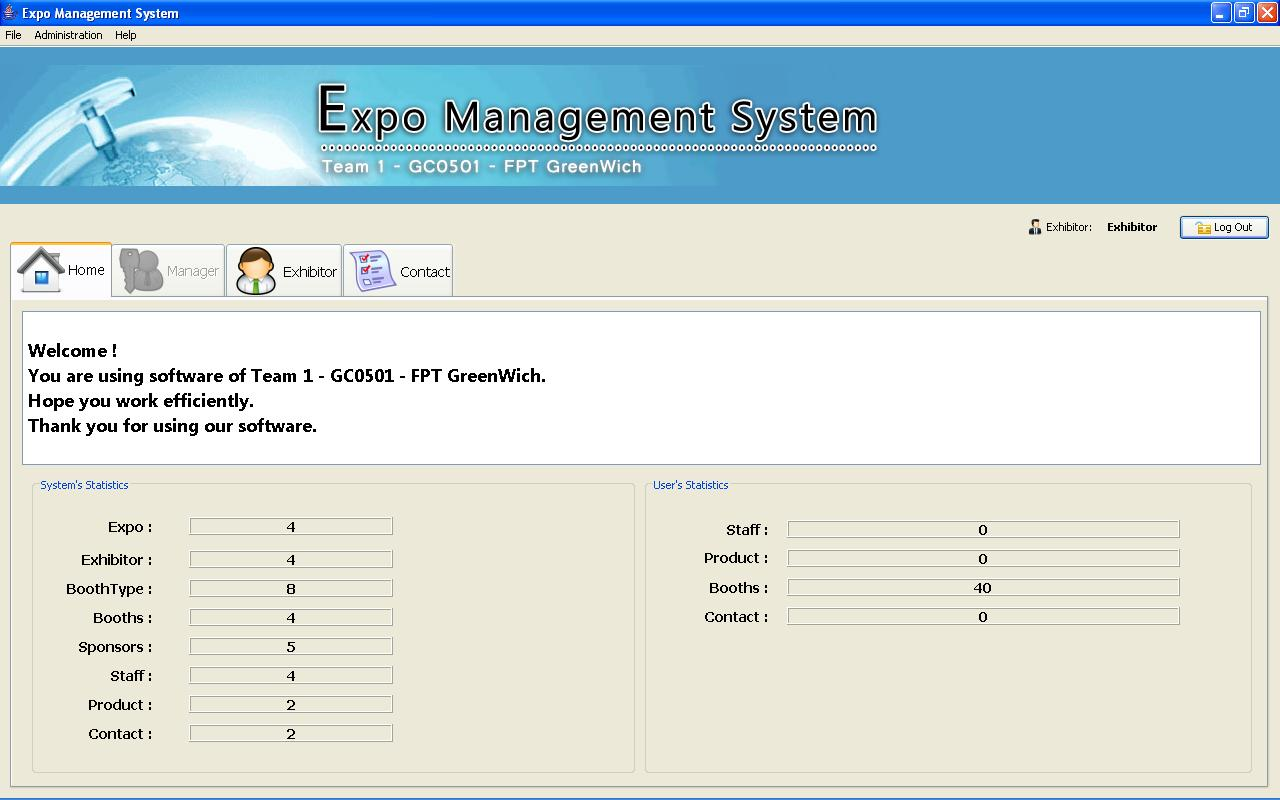 Expo Management System
File Administration Help
Expo Management System
Team 1 - GC0501 - FPT GreenWich
Exhibitor: Exhibitor Log Out
Home Manager Exhibitor Contact
Welcome !
You are using software of Team 1 - GC0501 - FPT GreenWich.
Hope you work efficiently.
Thank you for using our software.
System's Statistics
Expo : 4
Exhibitor : 4
BoothType : 8
Booths : 4
Sponsors : 5
Staff : 4
Product : 2
Contact : 2
User's Statistics
Staff : 0
Product : 0
Booths : 40
Contact : 0